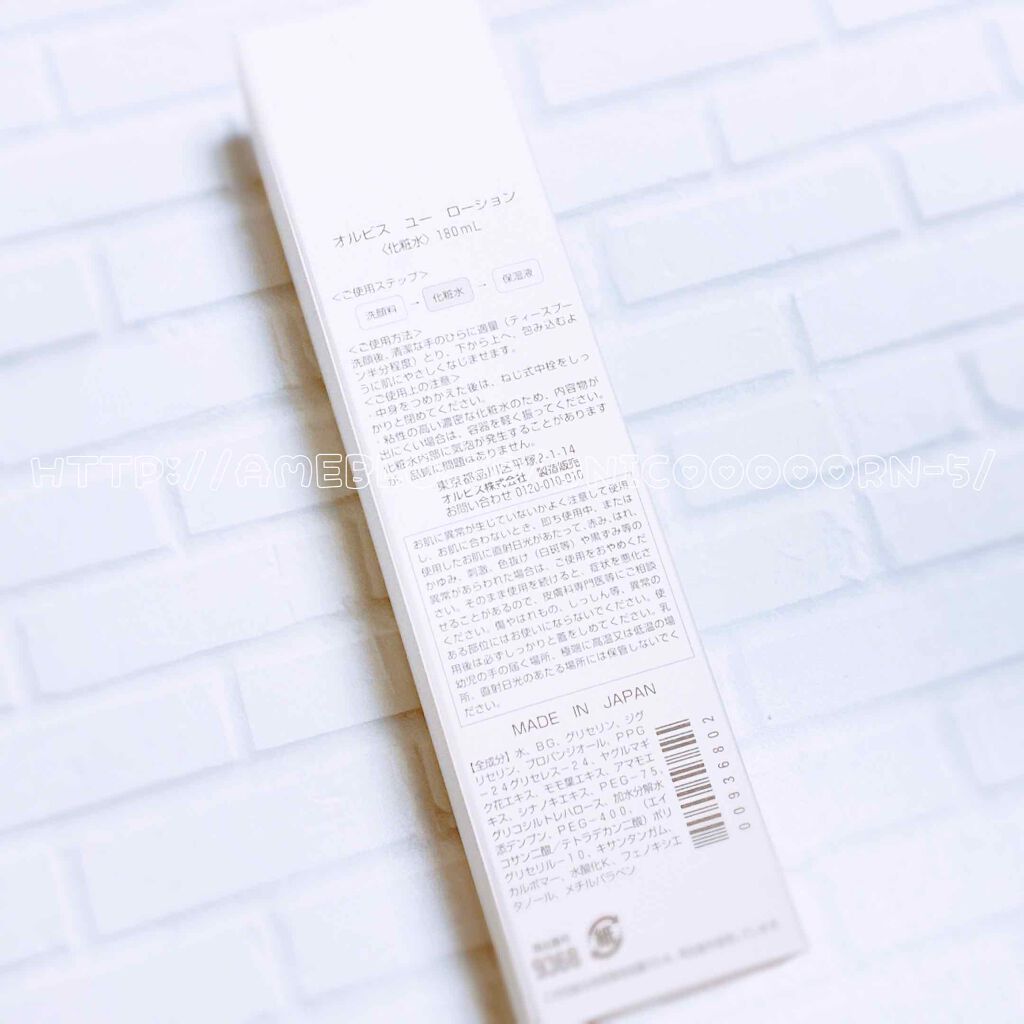 オルビス ユー ローション
〈化粧水〉180mL
<ご使用ステップ>
洗顔料 → 化粧水 → 保湿液
<ご使用方法>
洗顔後、清潔な手のひらに適量（ティースプー
ン半分程度）とり、下から上へ、包み込むよ
うに肌にやさしくなじませます。
<ご使用上の注意>
・中身をつめかえた後は、ねじ式中栓をしっ
かりと閉めてください。
・粘性の高い濃密な化粧水のため、内容物が
出にくい場合は、容器を軽く振ってください。
化粧水内部に気泡が発生することがあります
が、品質に問題はありません。
東京都品川区平塚2-1-14
オルビス株式会社 製造販売
お問い合わせ 0120-010-010
HTTP://AMEB
NICOOOOOORN-5/
お肌に異常が生じていないかよく注意して使用
し、お肌に合わないとき、即ち使用中、または
使用したお肌に直射日光があたって、赤み、はれ、
かゆみ、刺激、色抜け（白斑等）や黒ずみ等の
異常があらわれた場合は、ご使用をおやめくだ
さい。そのまま使用を続けると、症状を悪化さ
せることがあるので、皮膚科専門医等にご相談
ください。傷やはれもの、しっしん等、異常の
ある部位にはお使いにならないでください。使
用後は必ずしっかりと蓋をしめてください。乳
幼児の手の届く場所、極端に高温又は低温の場
所、直射日光のあたる場所には保管しないでく
ださい。
MADE IN JAPAN
【全成分】水、BG、グリセリン、ジグ
リセリン、プロパンジオール、PPG
-24グリセレス-24、ヤグルマギ
ク花エキス、モモ葉エキス、アマモエ
キス、シナノキエキス、PEG-75、
グリコシルトレハロース、加水分解水
添デンプン、PEG-400、（エイ
コサン二酸／テトラデカン二酸）ポリ
グリセリル-10、キサンタンガム、
カルボマー、水酸化K、フェノキシエ
タノール、メチルパラベン
00936802
9368